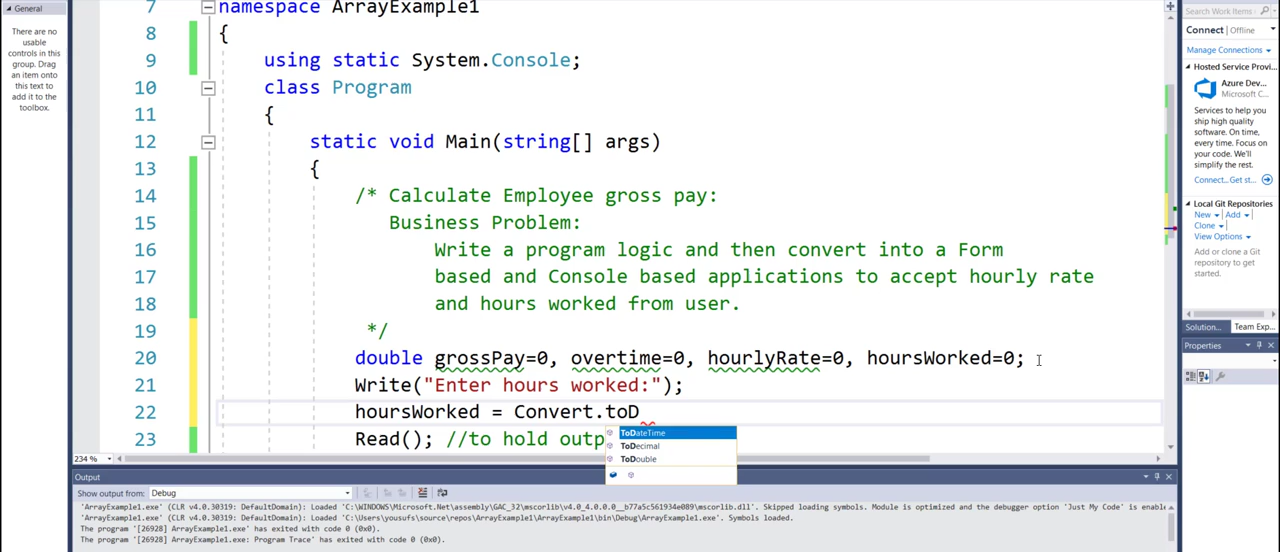 General
There are no
usable
controls in this
group. Drag
an item onto
this text to
add it to the
toolbox.
7 namespace ArrayExample1
8 {
9 using static System.Console;
10 class Program
11 {
12 static void Main(string[] args)
13 {
14 /* Calculate Employee gross pay:
15 Business Problem:
16 Write a program logic and then convert into a Form
17 based and Console based applications to accept hourly rate
18 and hours worked from user.
19 */
20 double grossPay=0, overtime=0, hourlyRate=0, hoursWorked=0;
21 Write("Enter hours worked:");
22 hoursWorked = Convert.toD
23 Read(); //to hold outp
ToDateTime
ToDecimal
ToDouble
234 %
Output
Show output from: Debug
'ArrayExample1.exe' (CLR v4.0.30319: DefaultDomain): Loaded 'C:\WINDOWS\Microsoft.Net\assembly\GAC_32\mscorlib\v4.0_4.0.0.0__b77a5c561934e089\mscorlib.dll'. Skipped loading symbols. Module is optimized and the debugger option 'Just My Code' is enable
'ArrayExample1.exe' (CLR v4.0.30319: DefaultDomain): Loaded 'C:\Users\yousufs\source\repos\ArrayExample1\ArrayExample1\bin\Debug\ArrayExample1.exe'. Symbols loaded.
The program '[26928] ArrayExample1.exe' has exited with code 0 (0x0).
The program '[26928] ArrayExample1.exe: Program Trace' has exited with code 0 (0x0).
Search Work Items
Connect | Offline
Manage Connections
Hosted Service Provi...
Azure Dev...
Microsoft C...
Services to help you
ship high quality
software. On time,
every time. Focus on
your code. We'll
simplify the rest.
Connect... Get st...
Local Git Repositories
New Add
Clone
View Options
Add or clone a Git
repository to get
started.
Solution... Team Exp...
Properties